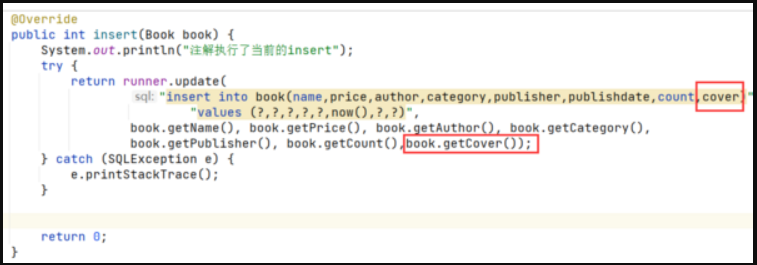 @Override
public int insert(Book book) {
System.out.println("注解执行了当前的insert");
try {
return runner.update(
sql: "insert into book(name,price,author,category,publisher,publishdate,count,cover)"
"values (?,?,?,?,?,now(),?,?)",
book.getName(), book.getPrice(), book.getAuthor(), book.getCategory(),
book.getPublisher(), book.getCount(),book.getCover());
} catch (SQLException e) {
e.printStackTrace();
}
return 0;
}